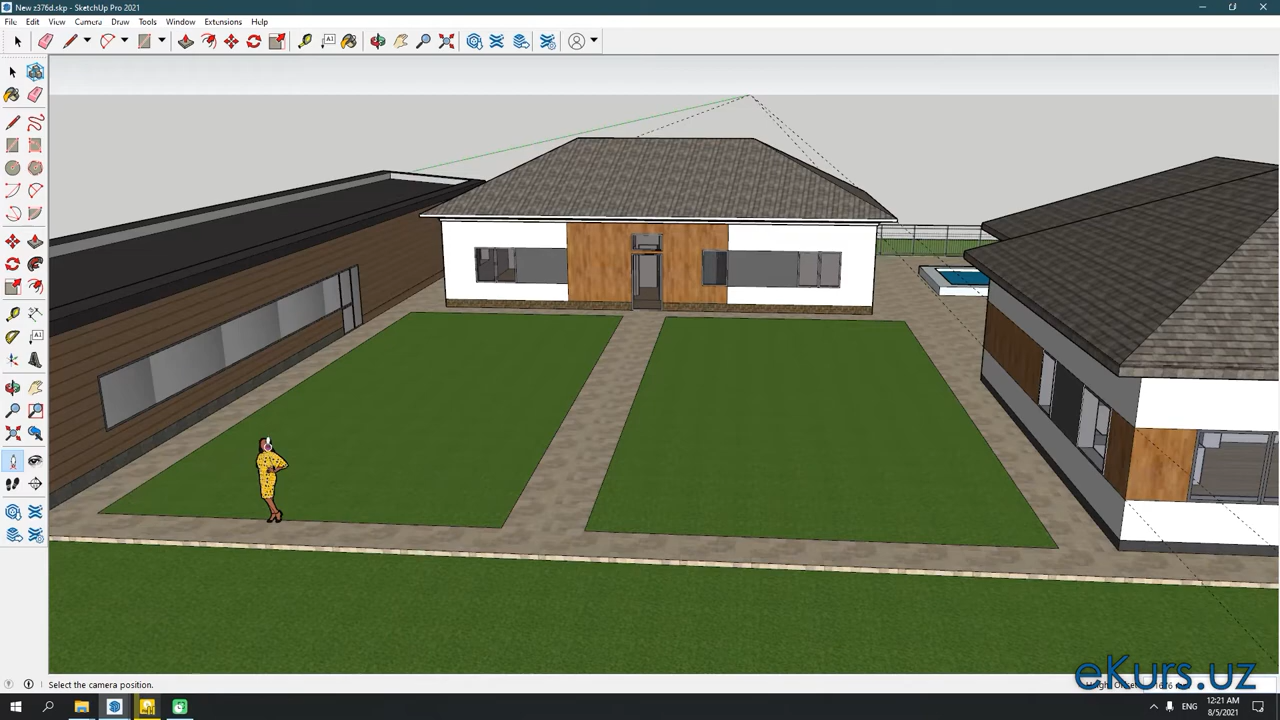 New z376d.skp - SketchUp Pro 2021
File Edit View Camera Draw Tools Window Extensions Help
Select the camera position.
eKurs.uz
ENG
12:21 AM
8/5/2021